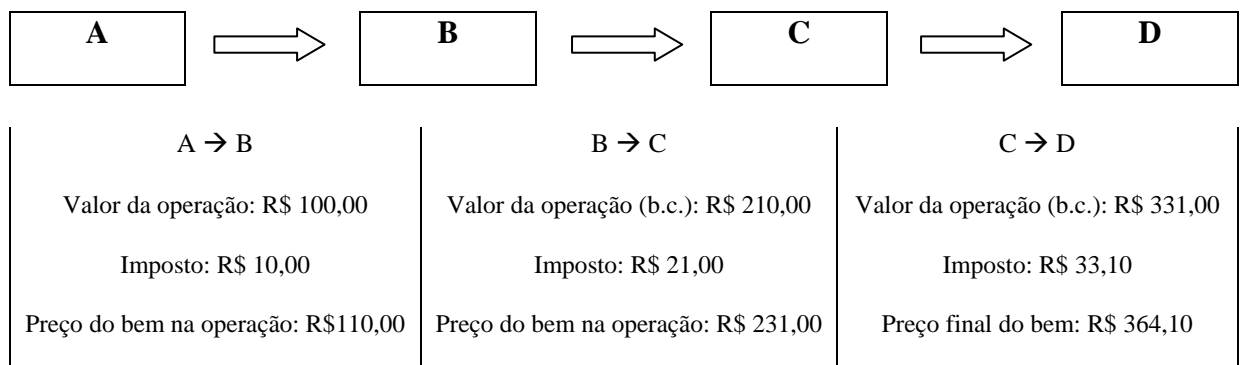 A B C D
A → B B → C C → D
Valor da operação: R$ 100,00 Valor da operação (b.c.): R$ 210,00 Valor da operação (b.c.): R$ 331,00
Imposto: R$ 10,00 Imposto: R$ 21,00 Imposto: R$ 33,10
Preço do bem na operação: R$110,00 Preço do bem na operação: R$ 231,00 Preço final do bem: R$ 364,10